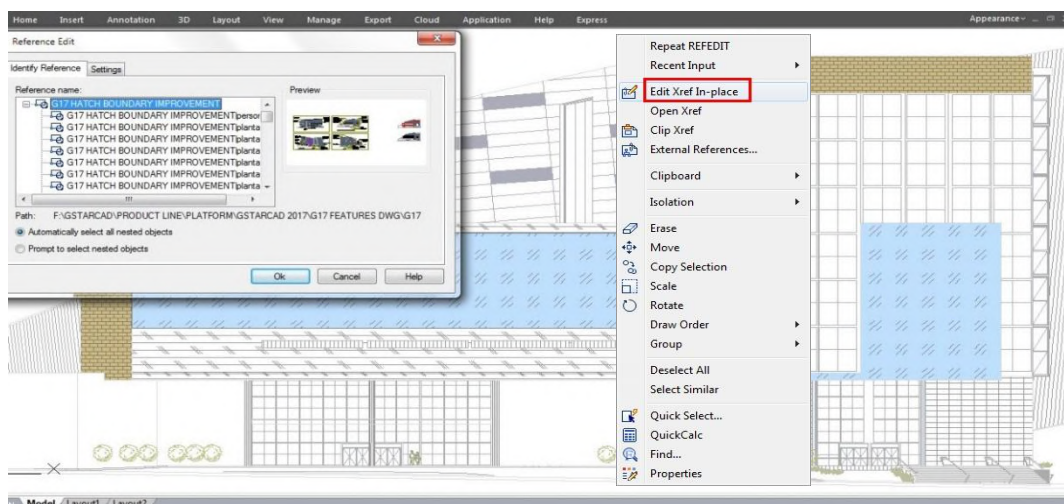 Home Insert Annotation 3D Layout View Manage Export Cloud Application Help Express Appearance
Reference Edit
Identify Reference Settings
Reference name:
Preview
G17 HATCH BOUNDARY IMPROVEMENT
G17 HATCH BOUNDARY IMPROVEMENT|person
G17 HATCH BOUNDARY IMPROVEMENT|planta
G17 HATCH BOUNDARY IMPROVEMENT|planta
G17 HATCH BOUNDARY IMPROVEMENT|planta
G17 HATCH BOUNDARY IMPROVEMENT|planta
G17 HATCH BOUNDARY IMPROVEMENT|planta
Path: F:\GSTARCAD\PRODUCT LINE\PLATFORM\GSTARCAD 2017\G17 FEATURES DWG\G17
Automatically select all nested objects
Prompt to select nested objects
Ok Cancel Help
Repeat REFEDIT
Recent Input
Edit Xref In-place
Open Xref
Clip Xref
External References...
Clipboard
Isolation
Erase
Move
Copy Selection
Scale
Rotate
Draw Order
Group
Deselect All
Select Similar
Quick Select...
QuickCalc
Find...
Properties
Model Layout1 Layout2